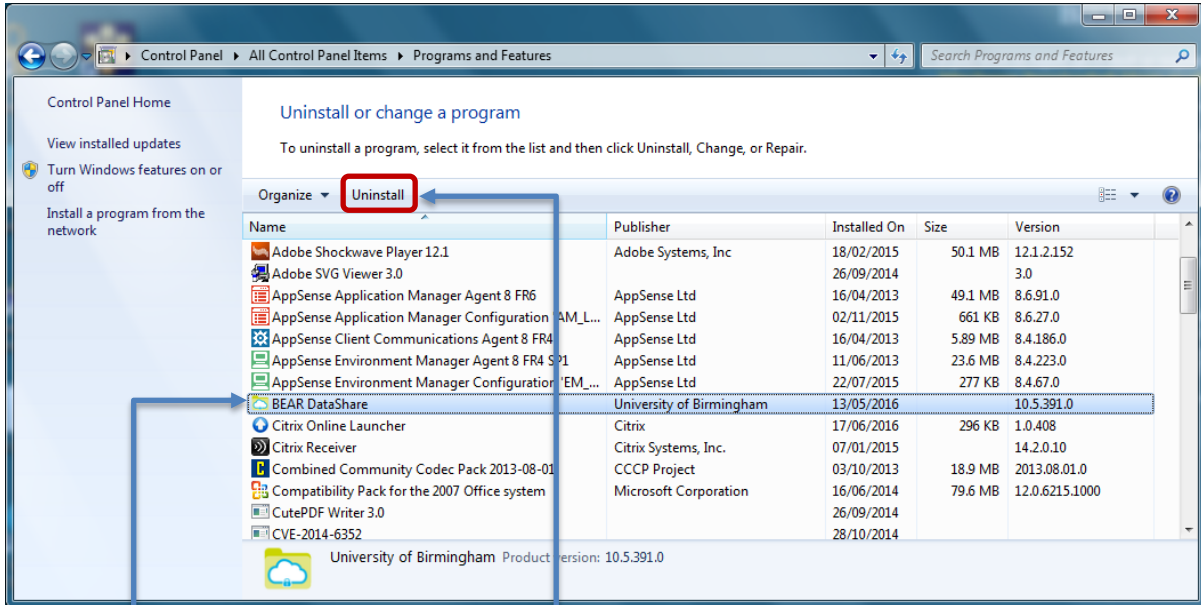 Control Panel All Control Panel Items Programs and Features
Search Programs and Features
Control Panel Home
View installed updates
Turn Windows features on or
off
Install a program from the
network
Uninstall or change a program
To uninstall a program, select it from the list and then click Uninstall, Change, or Repair.
Organize Uninstall
Name Publisher Installed On Size Version
Adobe Shockwave Player 12.1 Adobe Systems, Inc 18/02/2015 50.1 MB 12.1.2.152
Adobe SVG Viewer 3.0 26/09/2014 3.0
AppSense Application Manager Agent 8 FR6 AppSense Ltd 16/04/2013 49.1 MB 8.6.91.0
AppSense Application Manager Configuration 'AM_L... AppSense Ltd 02/11/2015 661 KB 8.6.27.0
AppSense Client Communications Agent 8 FR4 AppSense Ltd 16/04/2013 5.89 MB 8.4.186.0
AppSense Environment Manager Agent 8 FR4 SP1 AppSense Ltd 11/06/2013 23.6 MB 8.4.223.0
AppSense Environment Manager Configuration 'EM_... AppSense Ltd 22/07/2015 277 KB 8.4.67.0
BEAR DataShare University of Birmingham 13/05/2016 10.5.391.0
Citrix Online Launcher Citrix 17/06/2016 296 KB 1.0.408
Citrix Receiver Citrix Systems, Inc. 07/01/2015 14.2.0.10
Combined Community Codec Pack 2013-08-01 CCCP Project 03/10/2013 18.9 MB 2013.08.01.0
Compatibility Pack for the 2007 Office system Microsoft Corporation 16/06/2014 79.6 MB 12.0.6215.1000
CutePDF Writer 3.0 26/09/2014
CVE-2014-6352 28/10/2014
University of Birmingham Product version: 10.5.391.0